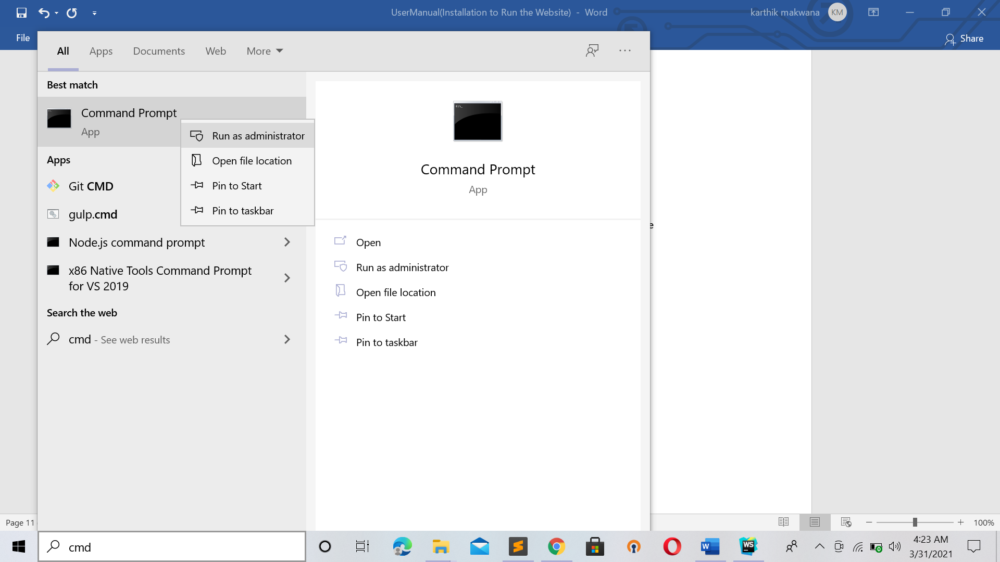 UserManual(Installation to Run the Website) - Word
karthik makwana
KM
File
Share
All
Apps
Documents
Web
More
Best match
Command Prompt
App
Run as administrator
Open file location
Pin to Start
Pin to taskbar
Apps
Git CMD
gulp.cmd
Node.js command prompt
x86 Native Tools Command Prompt
for VS 2019
Search the web
cmd - See web results
C:\_
Command Prompt
App
Open
Run as administrator
Open file location
Pin to Start
Pin to taskbar
e
Page 11
100%
cmd
W
WS
4:23 AM
3/31/2021